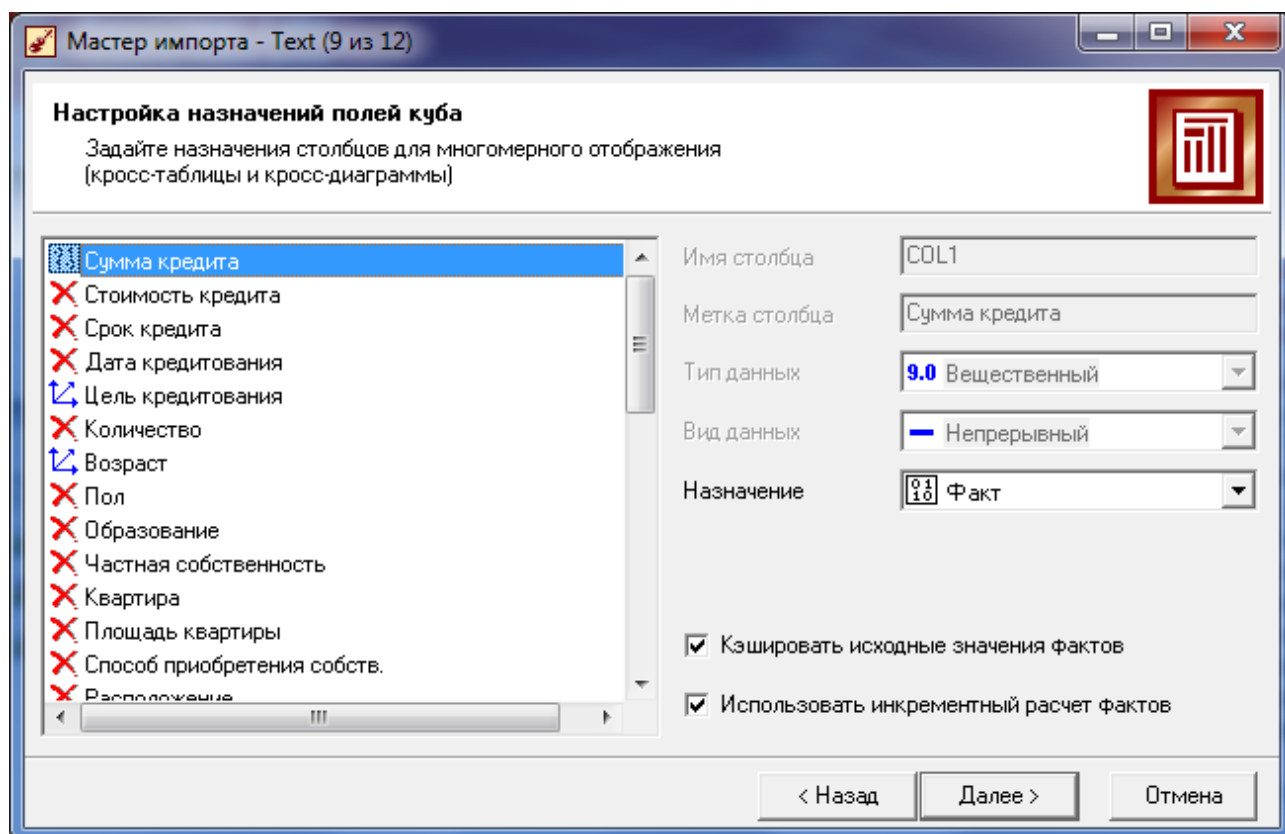 Мастер импорта - Text (9 из 12)
Настройка назначений полей куба
Задайте назначения столбцов для многомерного отображения
(кросс-таблицы и кросс-диаграммы)
Сумма кредита
Стоимость кредита
Срок кредита
Дата кредитования
Цель кредитования
Количество
Возраст
Пол
Образование
Частная собственность
Квартира
Площадь квартиры
Способ приобретения собств.
Расположение
Имя столбца COL1
Метка столбца Сумма кредита
Тип данных 9.0 Вещественный
Вид данных Непрерывный
Назначение Факт
Кэшировать исходные значения фактов
Использовать инкрементный расчет фактов
< Назад Далее > Отмена